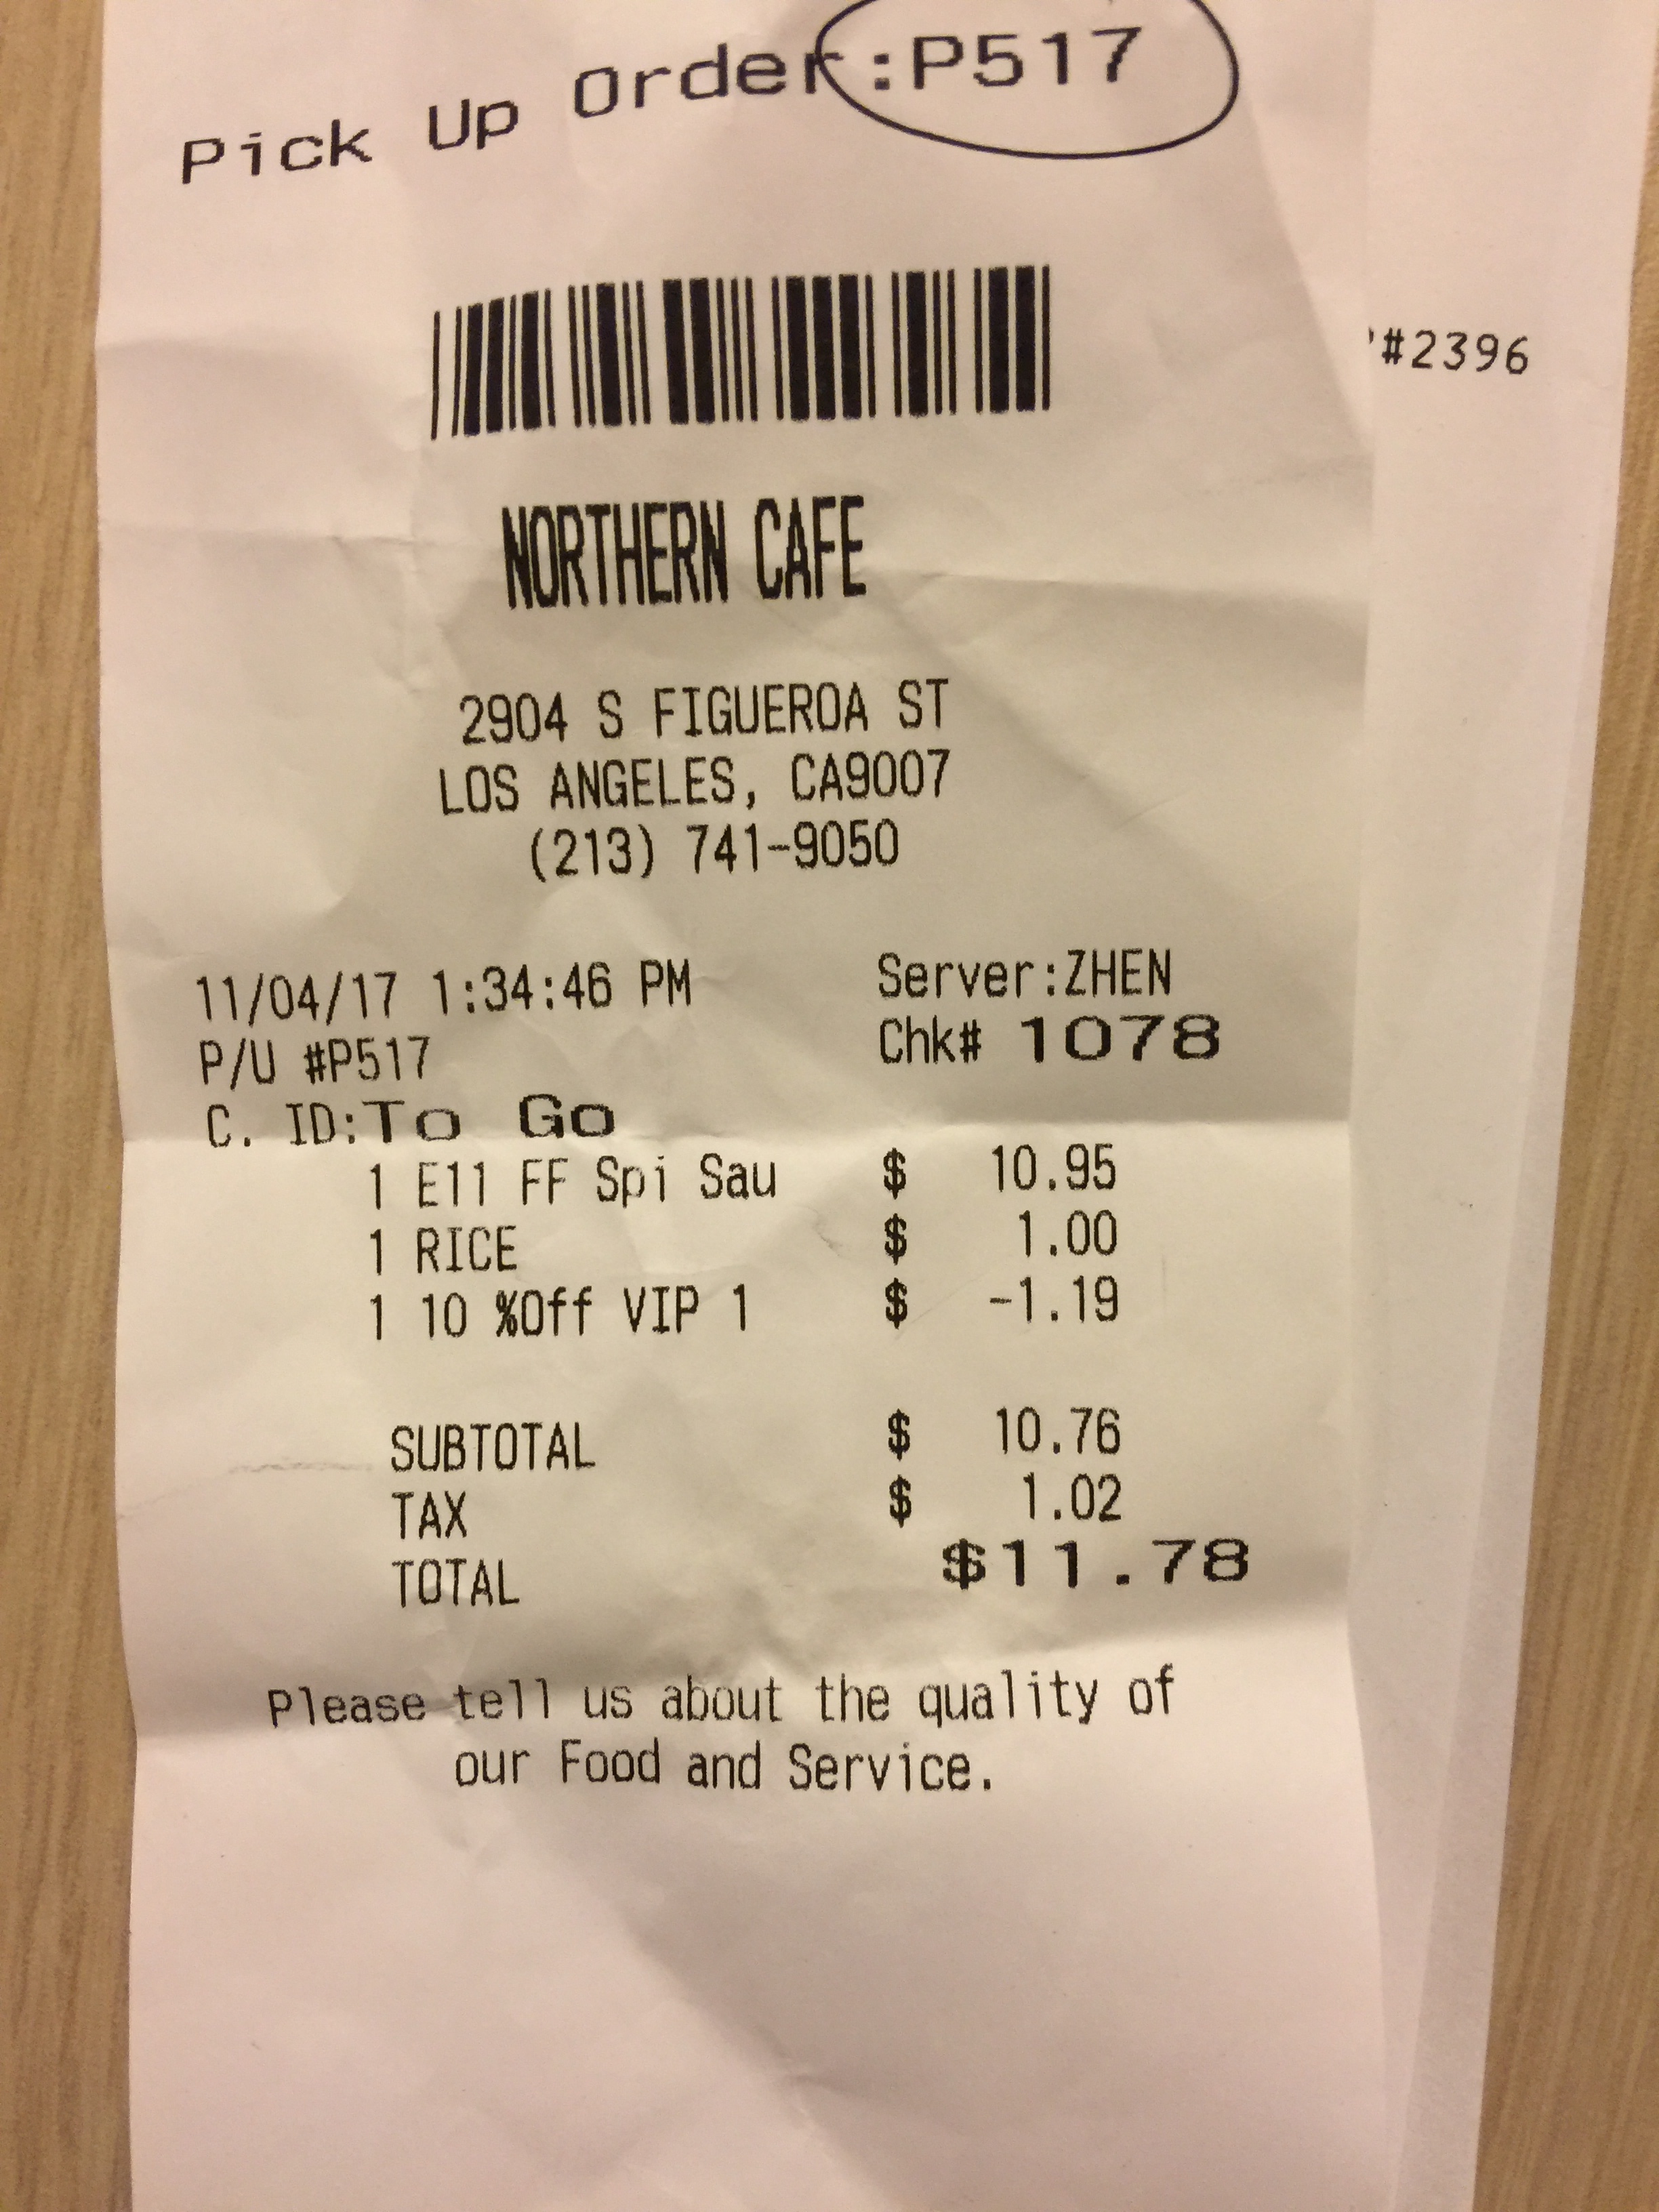 Pick Up Order:P517
#2396
NORTHERN CAFE
2904 S FIGUEROA ST
LOS ANGELES, CA9007
(213) 741-9050
11/04/17 1:34:46 PM Server:ZHEN
P/U #P517 Chk# 1078
C. ID:To Go
1 E11 FF Spi Sau $ 10.95
1 RICE $ 1.00
1 10 %Off VIP 1 $ -1.19
SUBTOTAL $ 10.76
TAX $ 1.02
TOTAL $11.78
Please tell us about the quality of
our Food and Service.